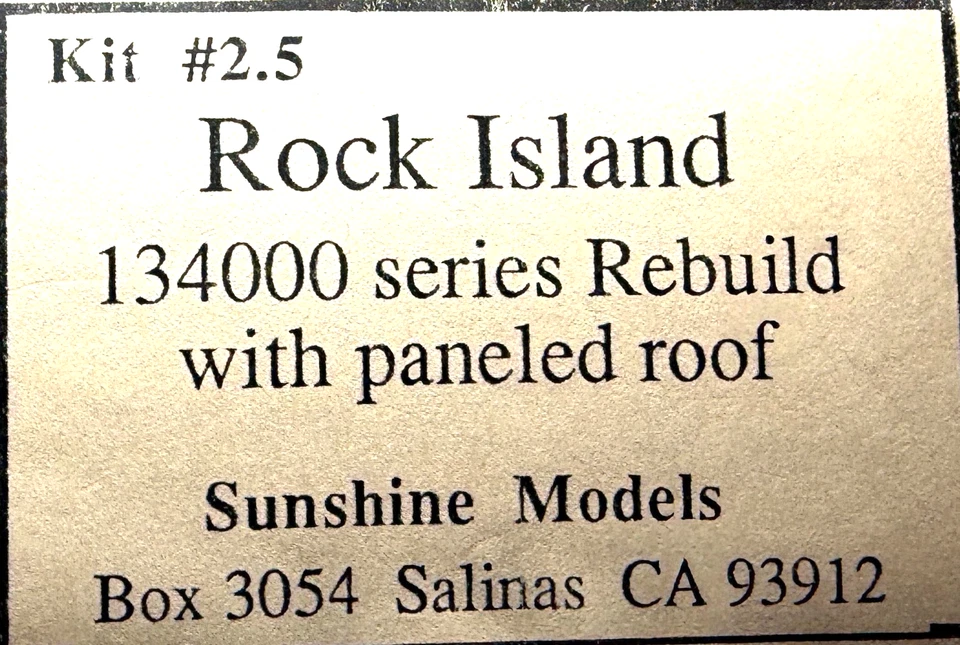 Kit #2.5
Rock Island
134000 series Rebuild
with paneled roof
Sunshine Models
Box 3054 Salinas CA 93912